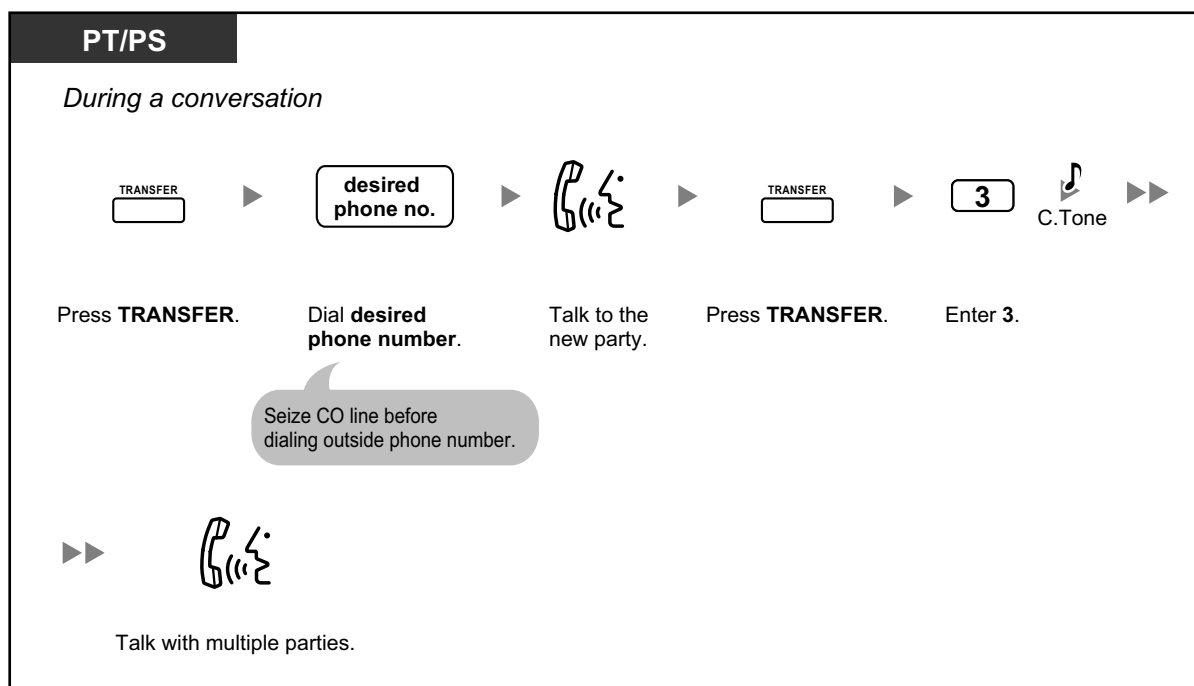 PT/PS
During a conversation
TRANSFER
desired
phone no.
TRANSFER
3
C.Tone
Press TRANSFER.
Dial desired
phone number.
Talk to the
new party.
Press TRANSFER.
Enter 3.
Seize CO line before
dialing outside phone number.
Talk with multiple parties.